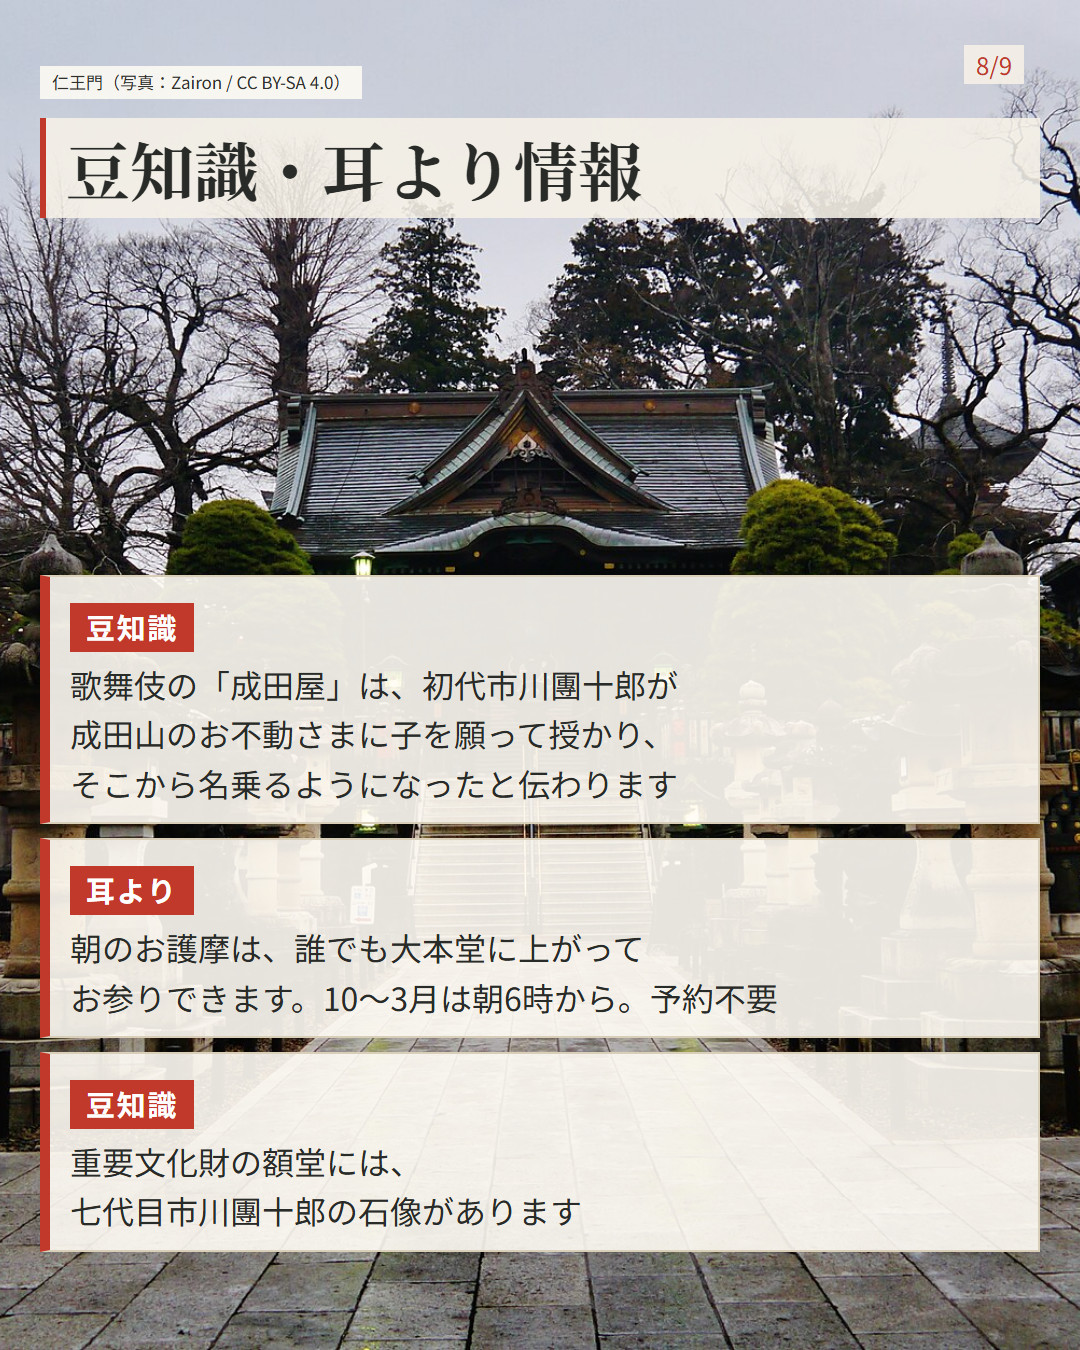 仁王門（写真：Zairon / CC BY-SA 4.0）
8/9
豆知識・耳より情報
豆知識
歌舞伎の「成田屋」は、初代市川團十郎が
成田山のお不動さまに子を願って授かり、
そこから名乗るようになったと伝わります
耳より
朝のお護摩は、誰でも大本堂に上がって
お参りできます。10〜3月は朝6時から。予約不要
豆知識
重要文化財の額堂には、
七代目市川團十郎の石像があります